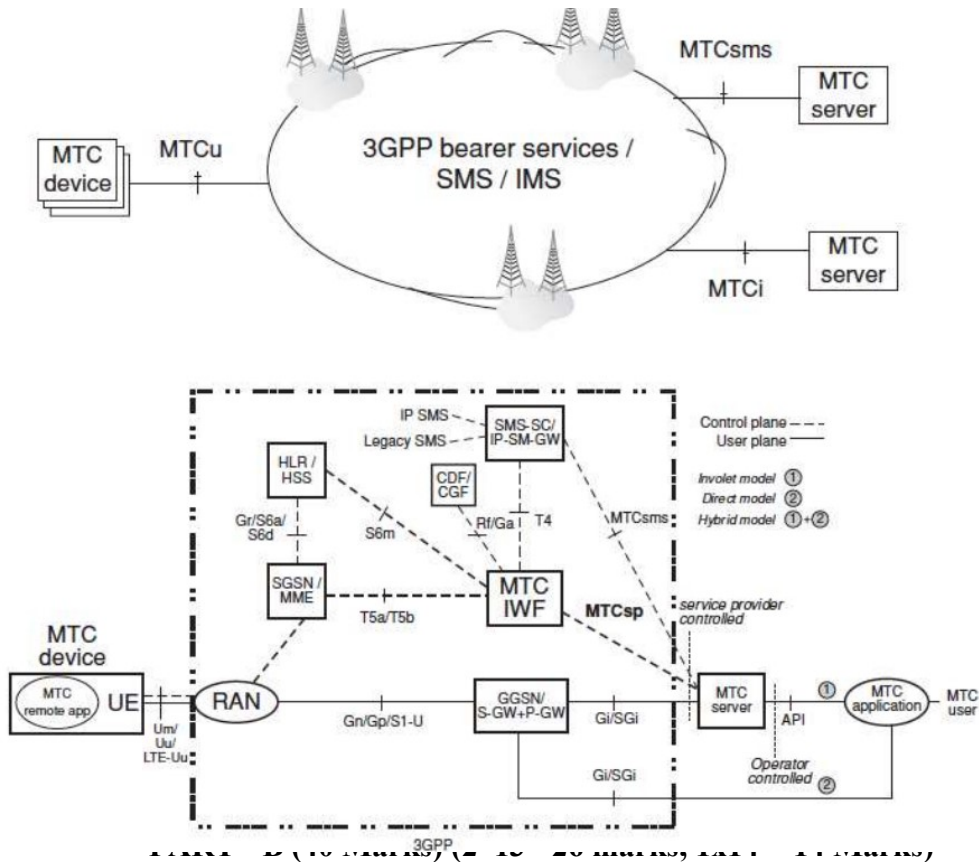 MTCsms
MTC
server
MTC
device
MTCu
3GPP bearer services /
SMS / IMS
MTC
server
MTCi
IP SMS
Legacy SMS
SMS-SC/
IP-SM-GW
Control plane
User plane
HLR /
HSS
CDF/
CGF
Involet model 1
Direct model 2
Hybrid model 1+2
Gr/S6a/
S6d
S6m
Rf/Ga
T4
MTCsms
SGSN /
MME
MTC
IWF
T5a/T5b
MTCsp
service provider
controlled
MTC
device
MTC
remote app
UE
RAN
GGSN/
S-GW+P-GW
MTC
server
1
MTC
application
MTC
user
Um/
Uu/
LTE-Uu
Gn/Gp/S1-U
Gi/SGi
API
Gi/SGi
Operator
controlled
2
3GPP